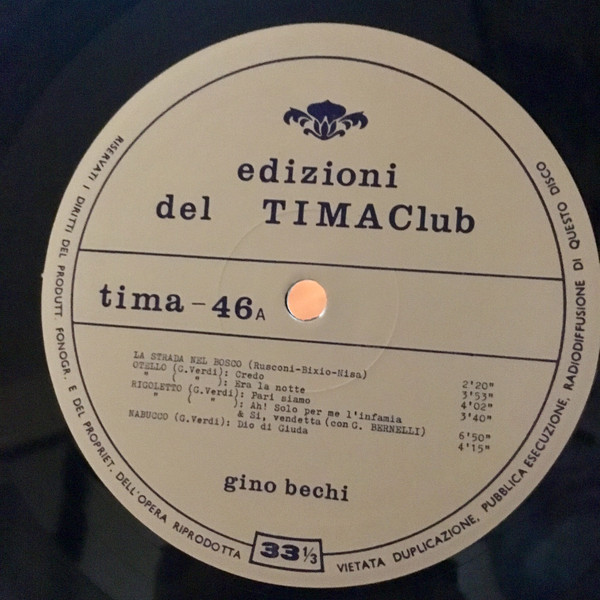 edizioni
del TIMAClub
tima - 46A
LA STRADA NEL BOSCO (Rusconi-Bixio-Nisa) 2'20"
OTELLO (G.Verdi): Credo 3'53"
" ( " ): Era la notte 4'02"
RIGOLETTO (G.Verdi): Pari siamo 3'40"
" ( " ): Ah! Solo per me l'infamia
& Si, vendetta (con G. BERNELLI) 6'50"
NABUCCO (G.Verdi): Dio di Giuda 4'15"
gino bechi
33 1/3
RISERVATI I DIRITTI DEL PRODUTT. FONOGR. E DEL PROPRIET. DELL'OPERA RIPRODOTTA
VIETATA DUPLICAZIONE, PUBBLICA ESECUZIONE, RADIODIFFUSIONE DI QUESTO DISCO